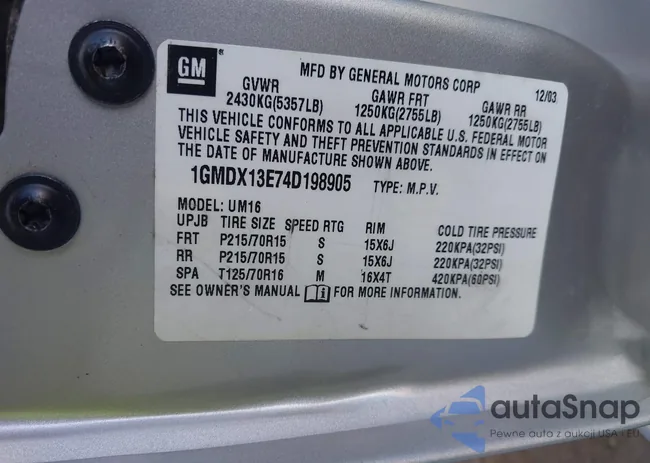 GM
MFD BY GENERAL MOTORS CORP 12/03
GVWR GAWR FRT GAWR RR
2430KG(5357LB) 1250KG(2755LB) 1250KG(2755LB)
THIS VEHICLE CONFORMS TO ALL APPLICABLE U.S. FEDERAL MOTOR
VEHICLE SAFETY AND THEFT PREVENTION STANDARDS IN EFFECT ON
THE DATE OF MANUFACTURE SHOWN ABOVE.
1GMDX13E74D198905 TYPE: M.P.V.
MODEL: UM16
UPJB TIRE SIZE SPEED RTG RIM COLD TIRE PRESSURE
FRT P215/70R15 S 15X6J 220KPA(32PSI)
RR P215/70R15 S 15X6J 220KPA(32PSI)
SPA T125/70R16 M 16X4T 420KPA(60PSI)
SEE OWNER'S MANUAL i FOR MORE INFORMATION.
autaSnap
Pewne auto z aukcji USA i EU